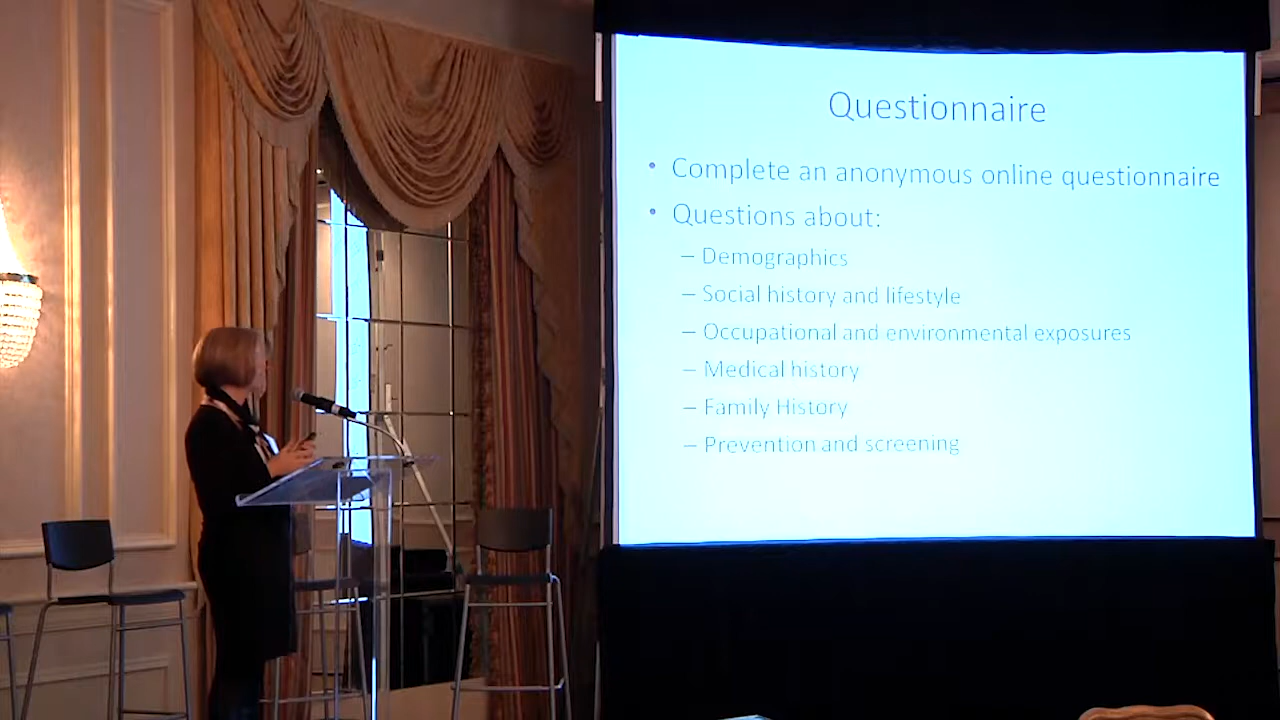 Questionnaire
• Complete an anonymous online questionnaire
• Questions about:
– Demographics
– Social history and lifestyle
– Occupational and environmental exposures
– Medical history
– Family History
– Prevention and screening